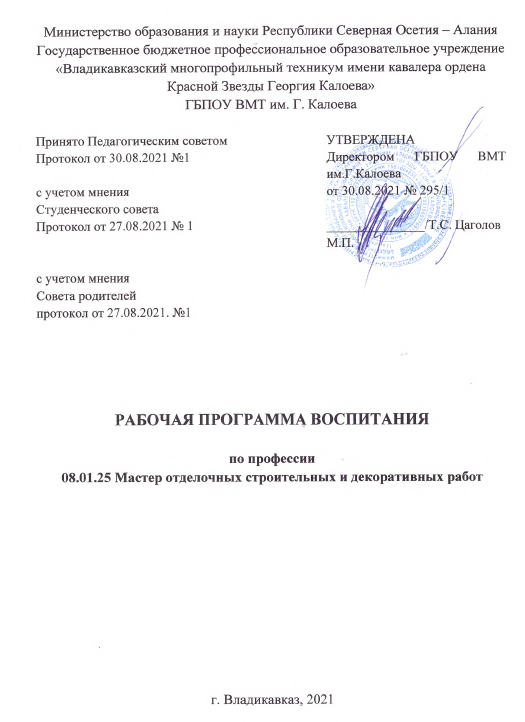 Министерство образования и науки Республики Северная Осетия – Алания
Государственное бюджетное профессиональное образовательное учреждение
«Владикавказский многопрофильный техникум имени кавалера ордена
Красной Звезды Георгия Калоева»
ГБПОУ ВМТ им. Г. Калоева
Принято Педагогическим советом
Протокол от 30.08.2021 №1
с учетом мнения
Студенческого совета
Протокол от 27.08.2021 № 1
с учетом мнения
Совета родителей
протокол от 27.08.2021. №1
УТВЕРЖДЕНА
Директором ГБПОУ ВМТ
им.Г.Калоева
от 30.08.2021 № 295/1
/Т.С. Цаголов
М.П.
РАБОЧАЯ ПРОГРАММА ВОСПИТАНИЯ
по профессии
08.01.25 Мастер отделочных строительных и декоративных работ
г. Владикавказ, 2021